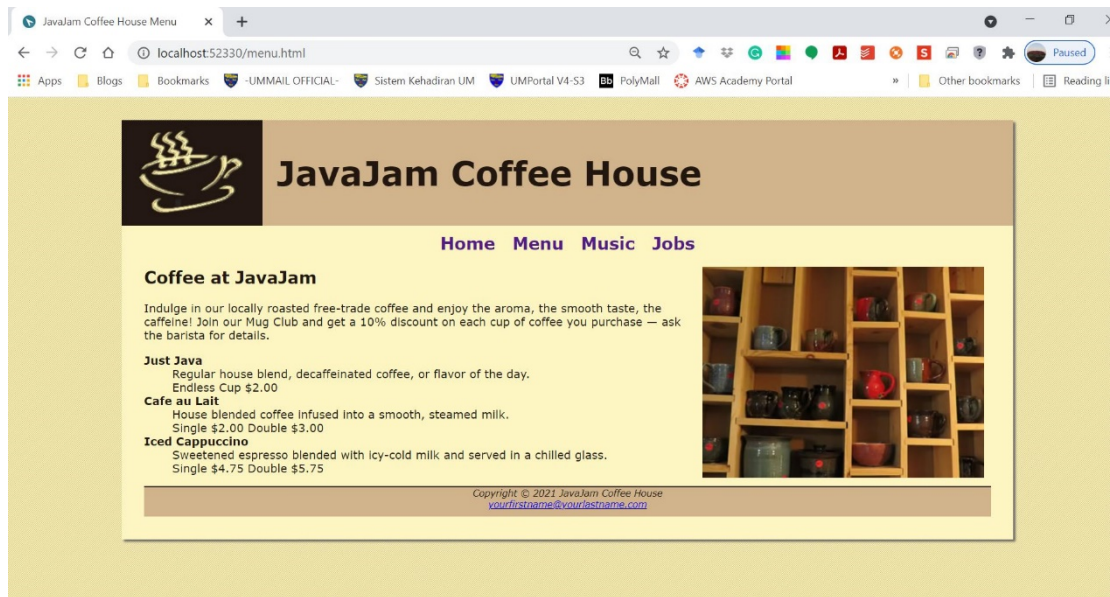 JavaJam Coffee House Menu
localhost:52330/menu.html
Paused
Apps Blogs Bookmarks -UMMAIL OFFICIAL- Sistem Kehadiran UM UMPortal V4-S3 Bb PolyMall AWS Academy Portal » Other bookmarks Reading li
JavaJam Coffee House
Home Menu Music Jobs
Coffee at JavaJam
Indulge in our locally roasted free-trade coffee and enjoy the aroma, the smooth taste, the
caffeine! Join our Mug Club and get a 10% discount on each cup of coffee you purchase — ask
the barista for details.
Just Java
Regular house blend, decaffeinated coffee, or flavor of the day.
Endless Cup $2.00
Cafe au Lait
House blended coffee infused into a smooth, steamed milk.
Single $2.00 Double $3.00
Iced Cappuccino
Sweetened espresso blended with icy-cold milk and served in a chilled glass.
Single $4.75 Double $5.75
Copyright © 2021 JavaJam Coffee House
yourfirstname@yourlastname.com